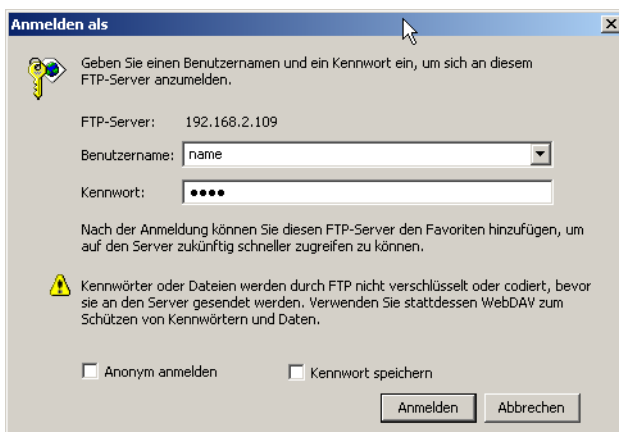 Anmelden als
Geben Sie einen Benutzernamen und ein Kennwort ein, um sich an diesem
FTP-Server anzumelden.
FTP-Server: 192.168.2.109
Benutzername: name
Kennwort: ●●●●
Nach der Anmeldung können Sie diesen FTP-Server den Favoriten hinzufügen, um
auf den Server zukünftig schneller zugreifen zu können.
Kennwörter oder Dateien werden durch FTP nicht verschlüsselt oder codiert, bevor
sie an den Server gesendet werden. Verwenden Sie stattdessen WebDAV zum
Schützen von Kennwörtern und Daten.
Anonym anmelden Kennwort speichern
Anmelden Abbrechen